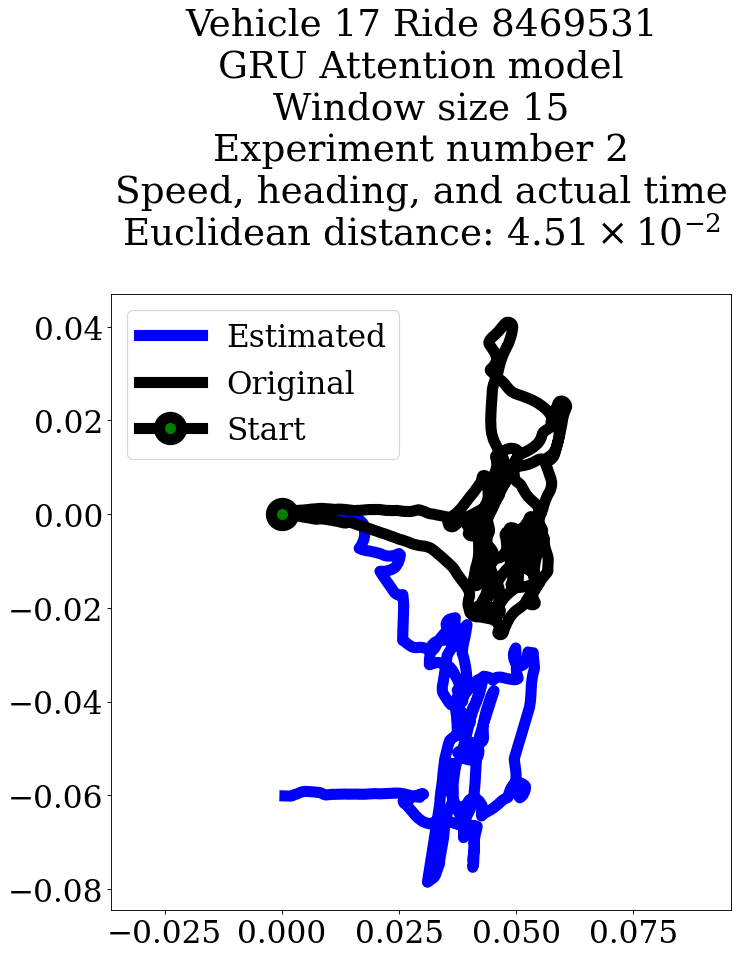 Vehicle 17 Ride 8469531
GRU Attention model
Window size 15
Experiment number 2
Speed, heading, and actual time
Euclidean distance: 4.51 × 10⁻²
Estimated
Original
Start
0.04
0.02
0.00
−0.02
−0.04
−0.06
−0.08
−0.025 0.000 0.025 0.050 0.075